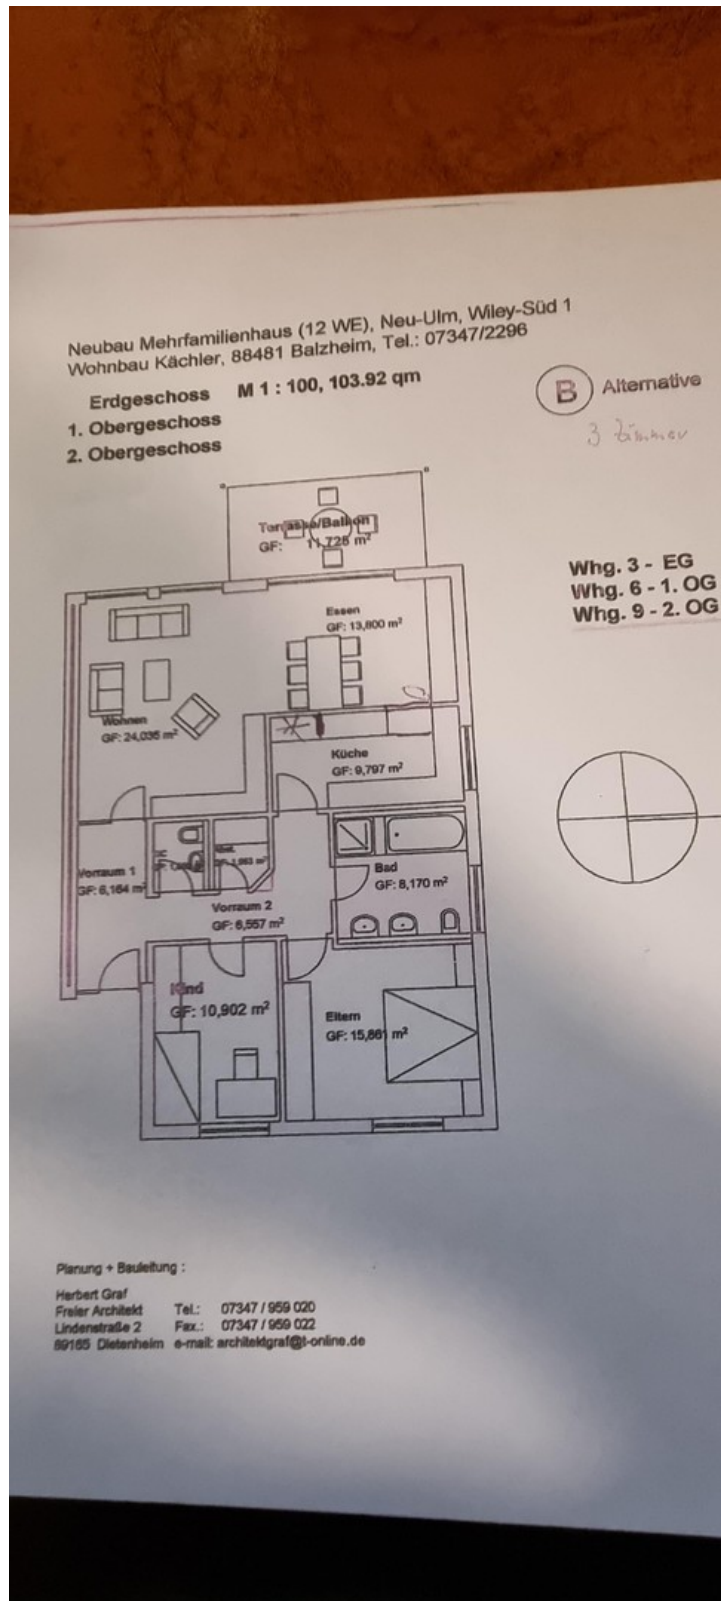 Neubau Mehrfamilienhaus (12 WE), Neu-Ulm, Wiley-Süd 1
Wohnbau Kächler, 88481 Balzheim, Tel.: 07347/2296
Erdgeschoss M 1 : 100, 103.92 qm
1. Obergeschoss
2. Obergeschoss
B Alternative
3 Zimmer
Terrasse/Balkon
GF: 11,725 m²
Whg. 3 - EG
Whg. 6 - 1. OG
Whg. 9 - 2. OG
Essen
GF: 13,800 m²
Wohnen
GF: 24,035 m²
Küche
GF: 9,797 m²
Vorraum 1
GF: 6,164 m²
Bad
GF: 8,170 m²
Vorraum 2
GF: 6,557 m²
Kind
GF: 10,902 m²
Eltern
GF: 15,861 m²
Planung + Bauleitung :
Herbert Graf
Freier Architekt Tel.: 07347 / 959 020
Lindenstraße 2 Fax.: 07347 / 959 022
89165 Dietenheim e-mail: architektgraf@t-online.de